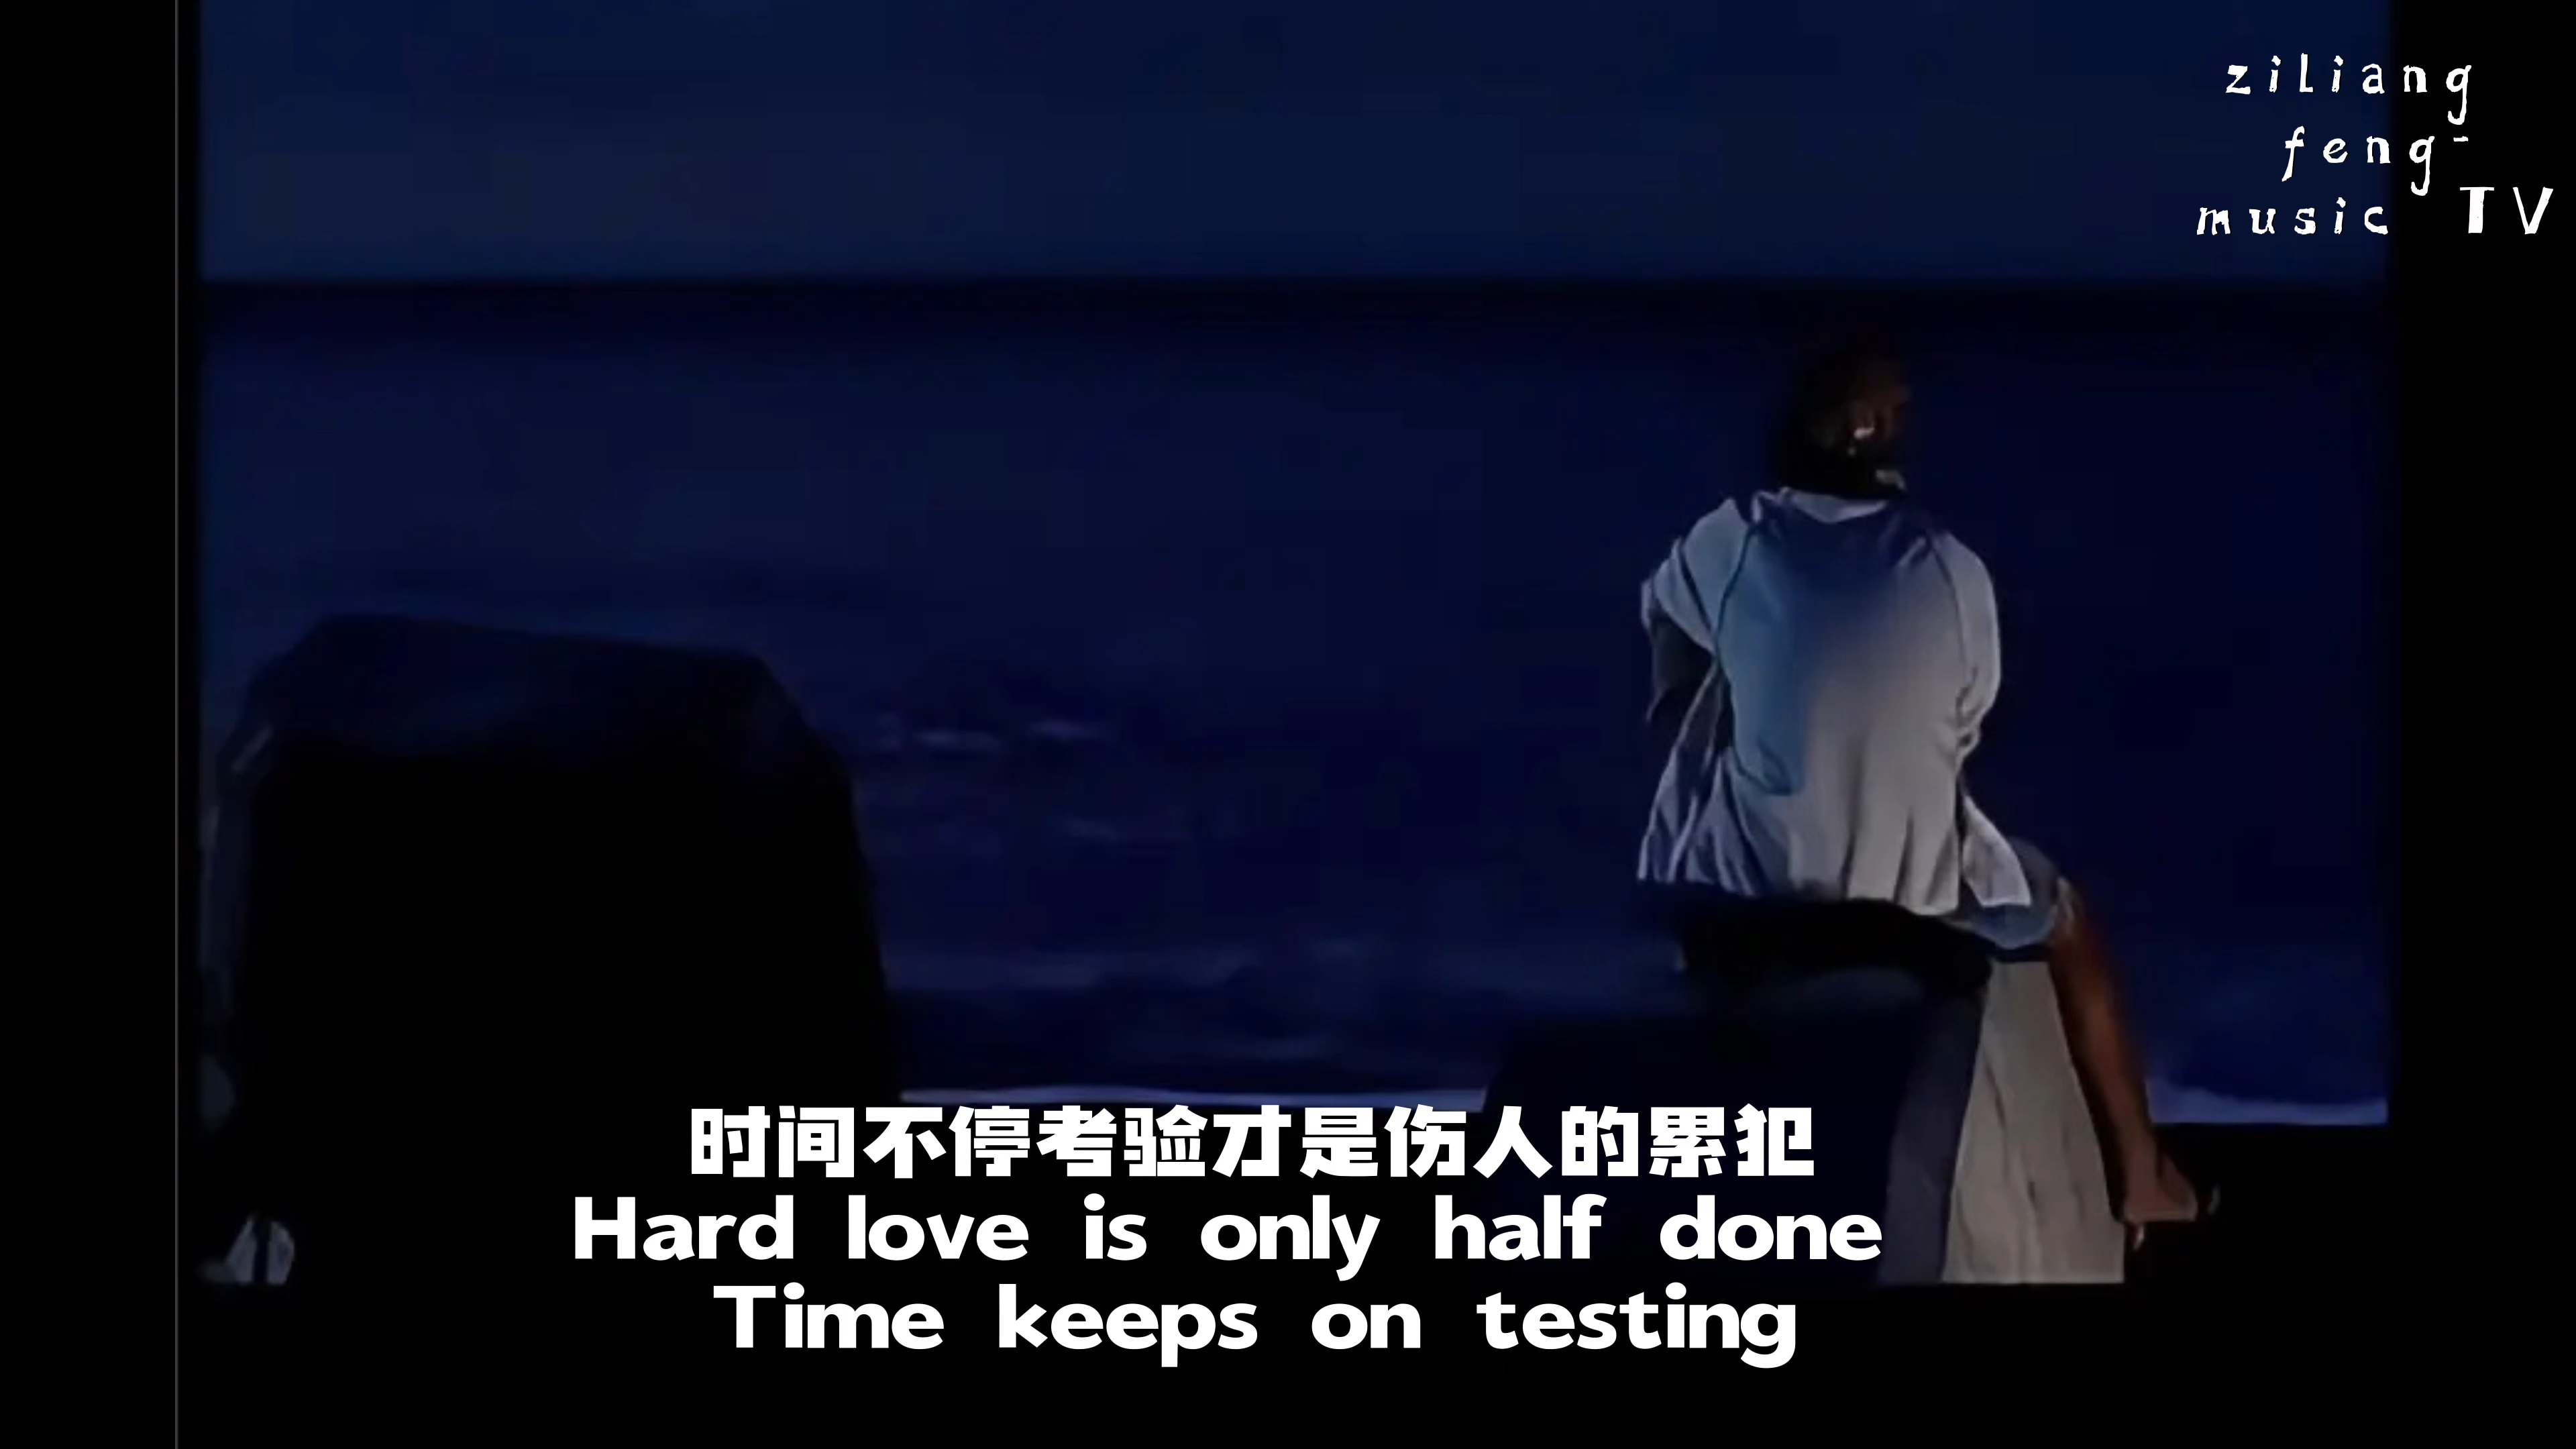 ziliang
feng-
music TV
时间不停考验才是伤人的累犯
Hard love is only half done
Time keeps on testing